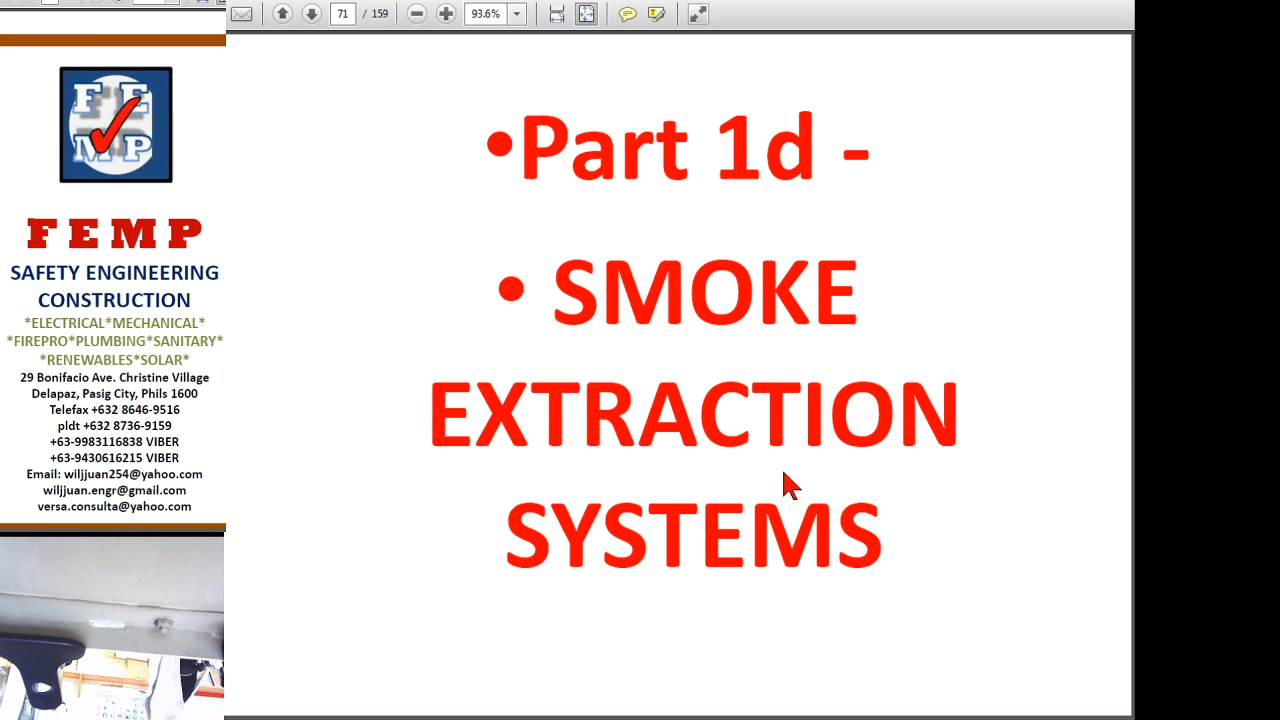 71 / 159
93.6%
F E
M P
FEMP
SAFETY ENGINEERING
CONSTRUCTION
*ELECTRICAL*MECHANICAL*
*FIREPRO*PLUMBING*SANITARY*
*RENEWABLES*SOLAR*
29 Bonifacio Ave. Christine Village
Delapaz, Pasig City, Phils 1600
Telefax +632 8646-9516
pldt +632 8736-9159
+63-9983116838 VIBER
+63-9430616215 VIBER
Email: wiljjuan254@yahoo.com
wiljjuan.engr@gmail.com
versa.consulta@yahoo.com
•Part 1d -
• SMOKE
EXTRACTION
SYSTEMS